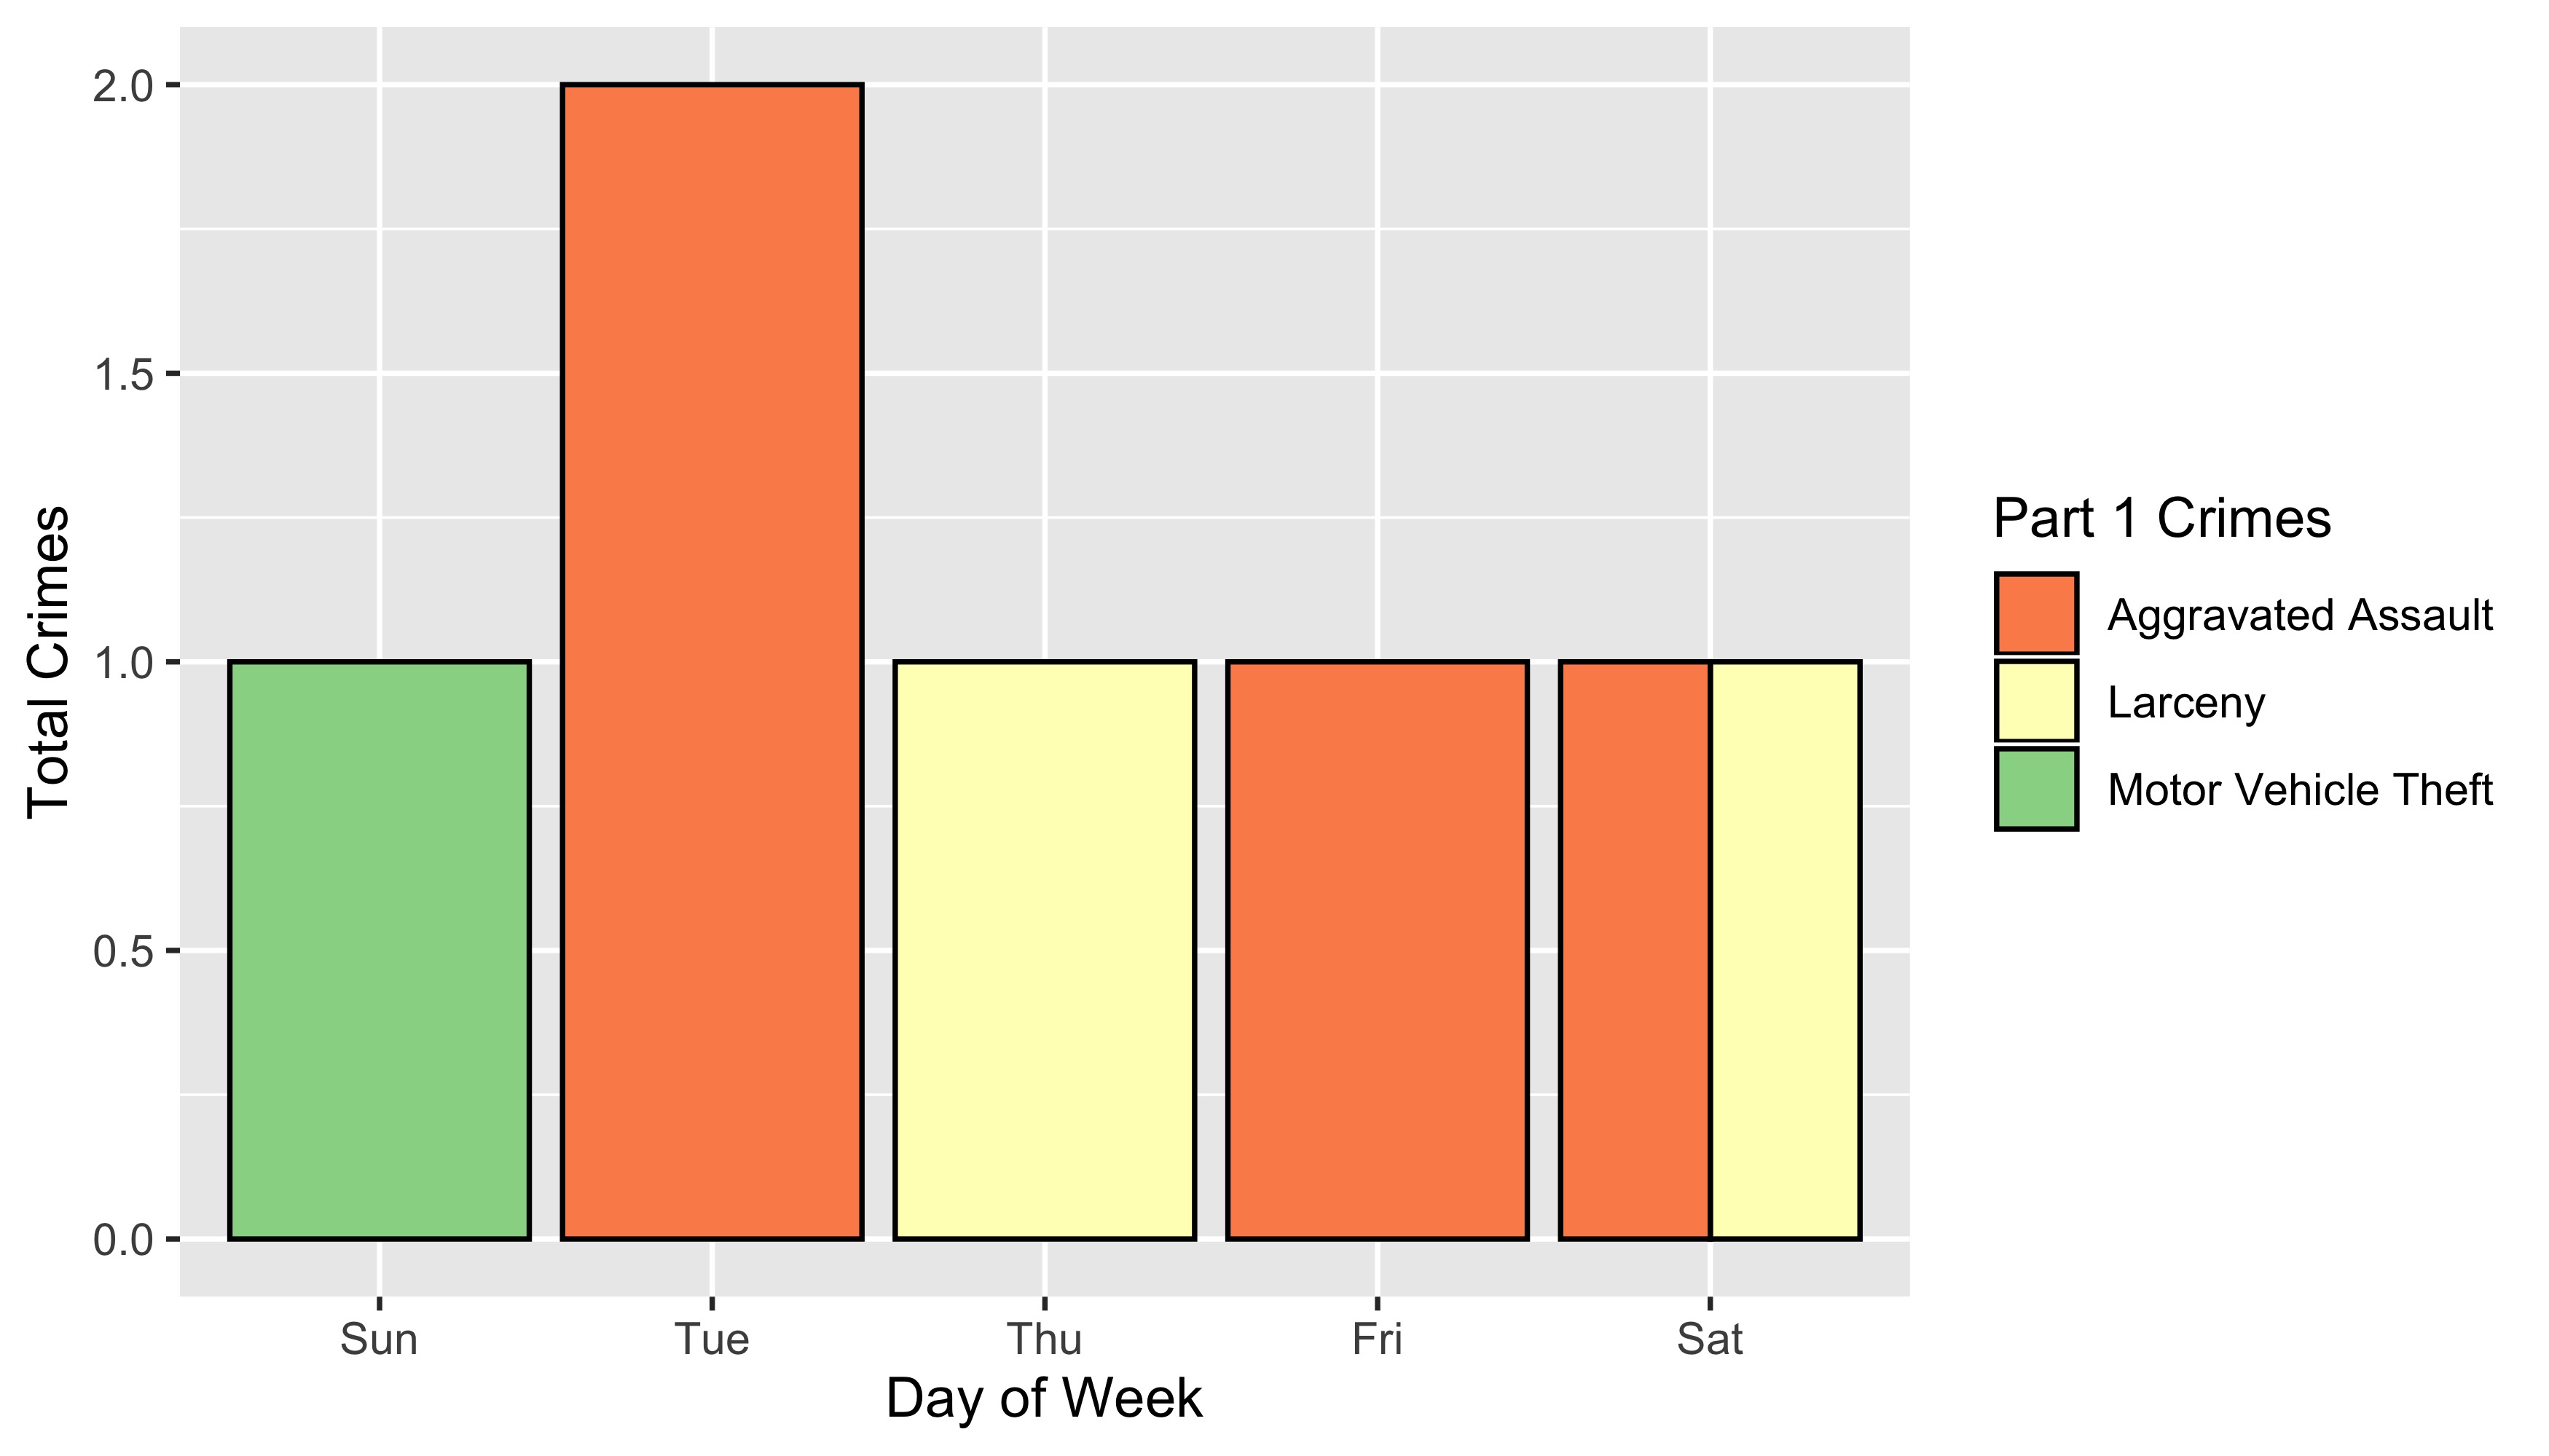 2.0
1.5
1.0
0.5
0.0
Total Crimes
Sun Tue Thu Fri Sat
Day of Week
Part 1 Crimes
Aggravated Assault
Larceny
Motor Vehicle Theft